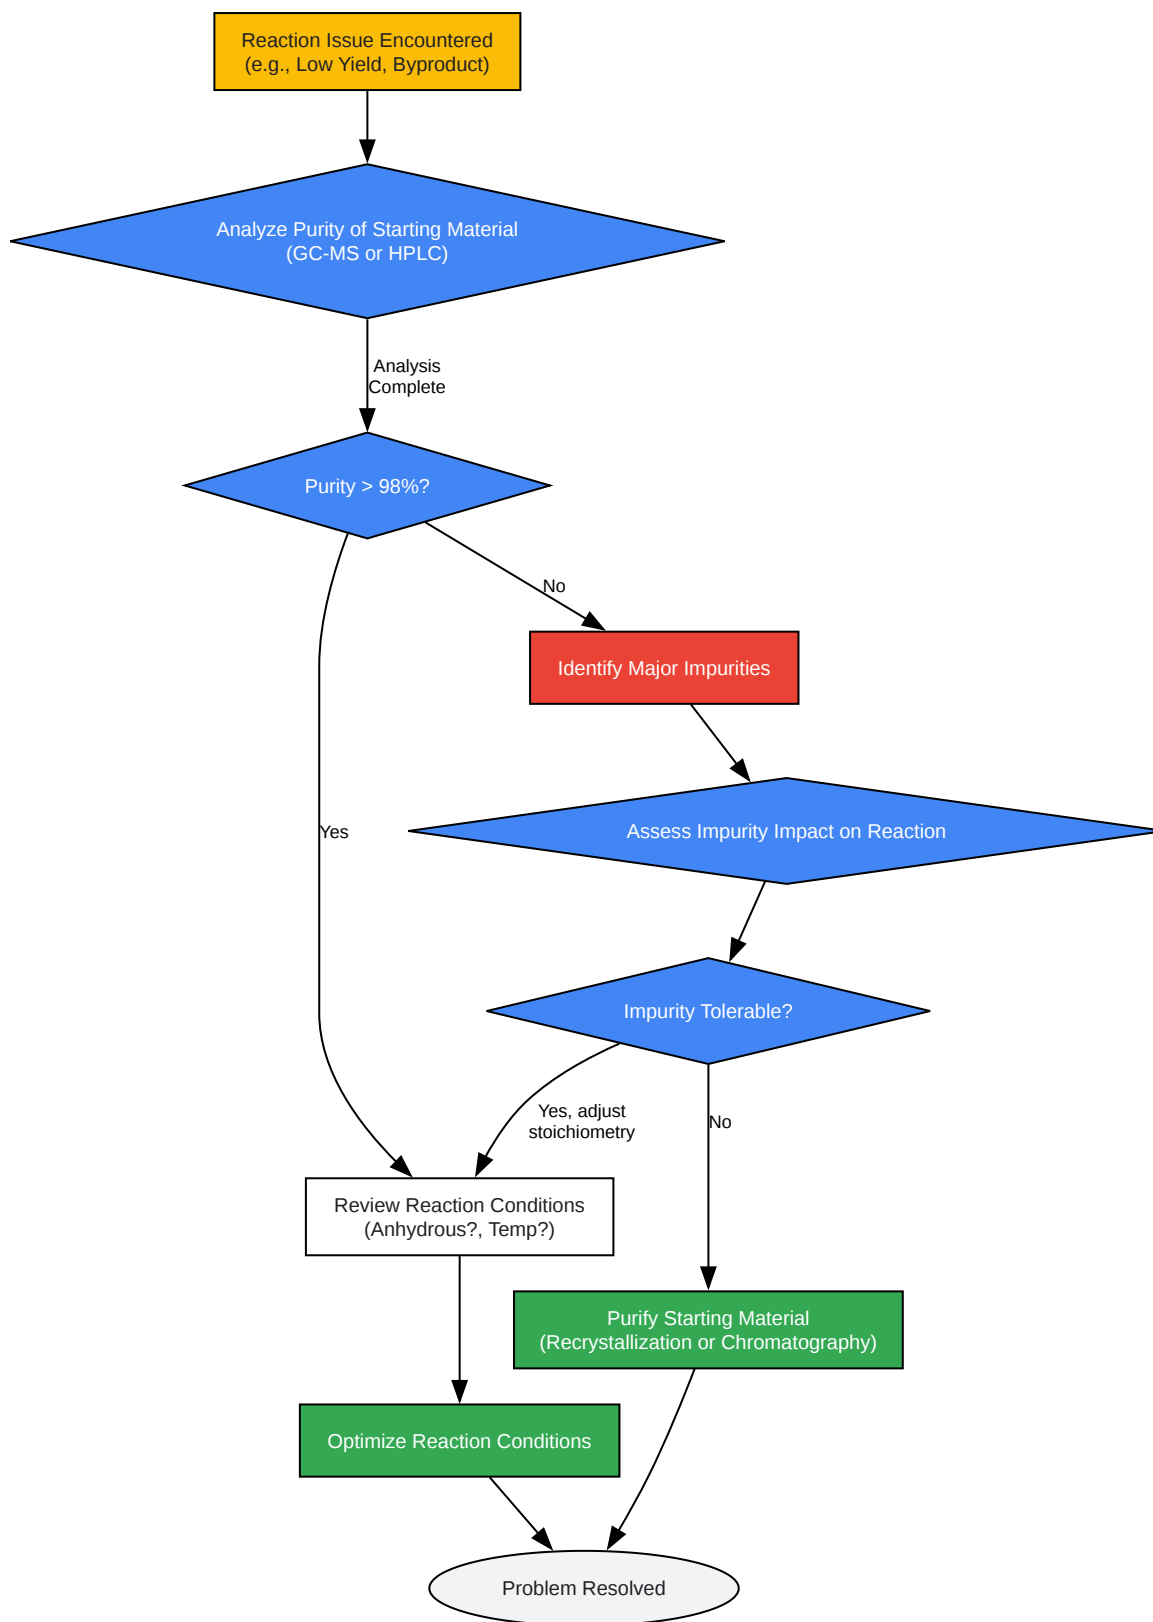 Reaction Issue Encountered
(e.g., Low Yield, Byproduct)
Analyze Purity of Starting Material
(GC-MS or HPLC)
Analysis
Complete
Purity > 98%?
No
Identify Major Impurities
Yes
Assess Impurity Impact on Reaction
Impurity Tolerable?
Yes, adjust
stoichiometry
No
Review Reaction Conditions
(Anhydrous?, Temp?)
Purify Starting Material
(Recrystallization or Chromatography)
Optimize Reaction Conditions
Problem Resolved